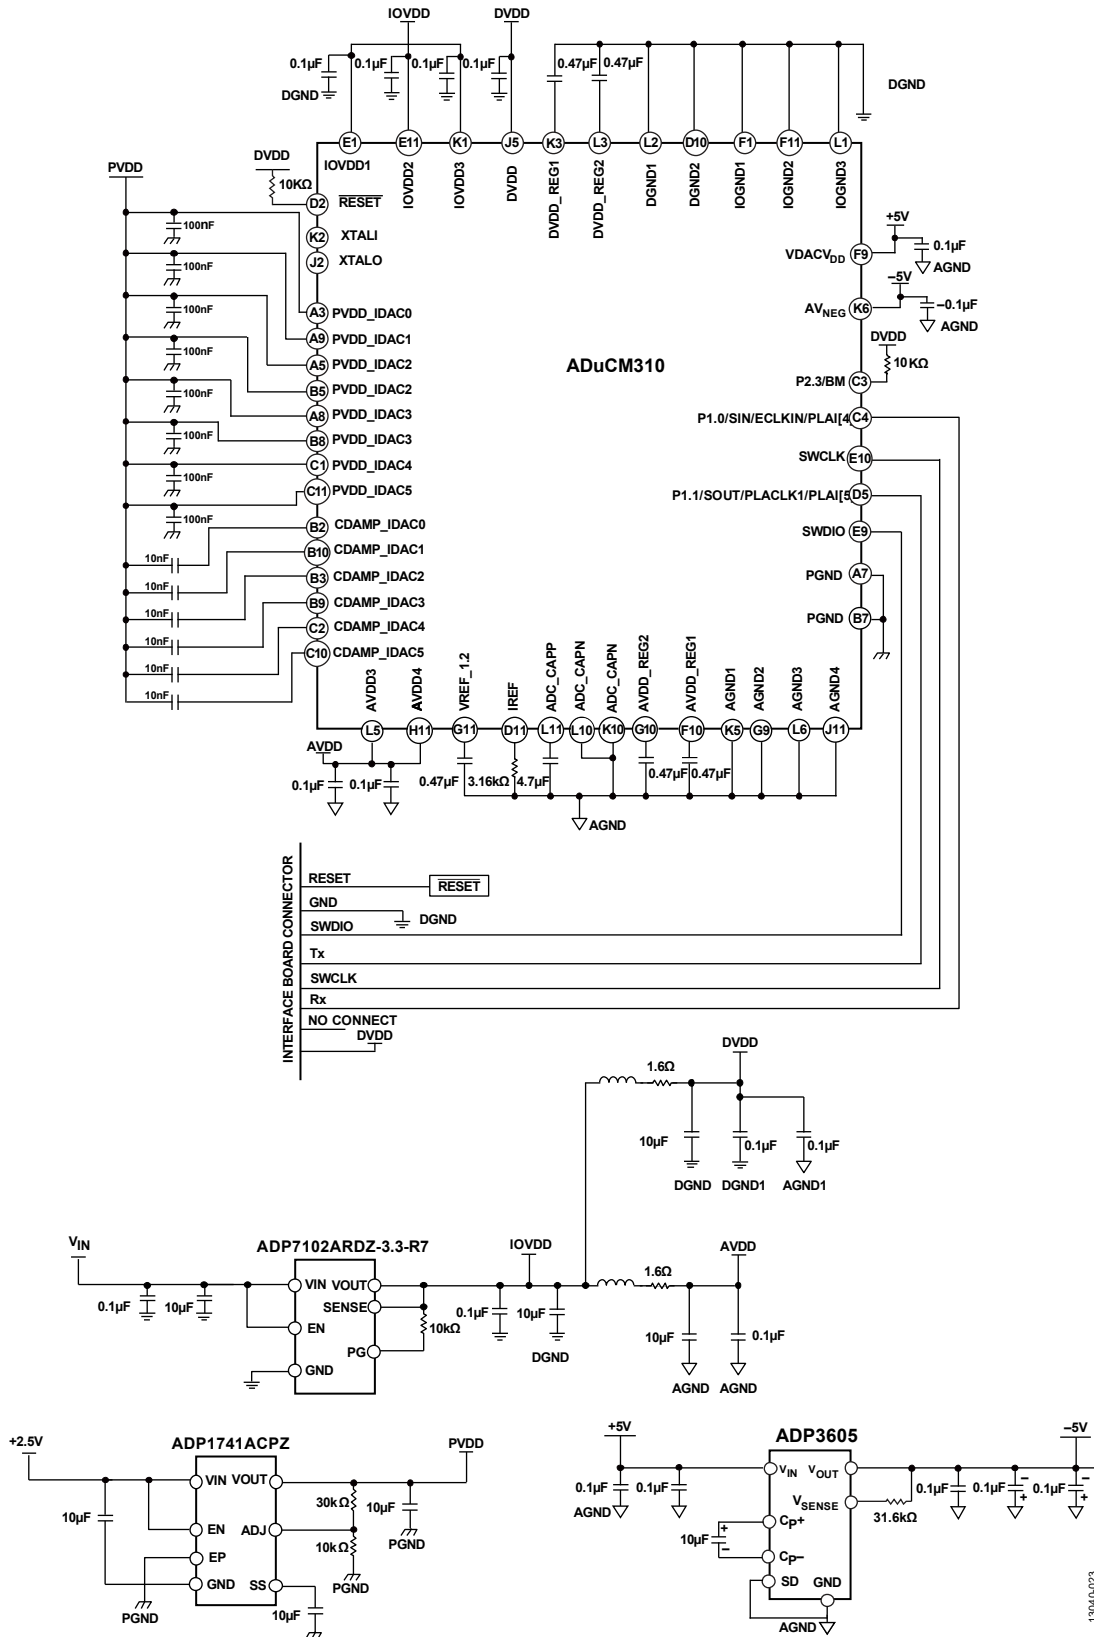 IOVDD DVDD
0.1µF 0.1µF 0.1µF 0.1µF 0.47µF 0.47µF
DGND DGND
E1 E11 K1 J5 K3 L3 L2 D10 F1 F11 L1
IOVDD1 IOVDD2 IOVDD3 DVDD DVDD_REG1 DVDD_REG2 DGND1 DGND2 IOGND1 IOGND2 IOGND3
PVDD
DVDD
10KΩ
D2 RESET
100nF
K2 XTALI
J2 XTALO
100nF
100nF
100nF
100nF
100nF
100nF
100nF
A3 PVDD_IDAC0
A9 PVDD_IDAC1
A5 PVDD_IDAC2
B5 PVDD_IDAC2
A8 PVDD_IDAC3
B8 PVDD_IDAC3
C1 PVDD_IDAC4
C11 PVDD_IDAC5
B2 CDAMP_IDAC0
B10 CDAMP_IDAC1
B3 CDAMP_IDAC2
B9 CDAMP_IDAC3
C2 CDAMP_IDAC4
C10 CDAMP_IDAC5
10nF
10nF
10nF
10nF
10nF
10nF
ADuCM310
+5V
VDACVDD F9 0.1µF
AGND
–5V
AVNEG K6 –0.1µF
AGND
DVDD
10KΩ
P2.3/BM C3
P1.0/SIN/ECLKIN/PLAI[4] C4
SWCLK E10
P1.1/SOUT/PLACLK1/PLAI[5] D5
SWDIO E9
PGND A7
PGND B7
AVDD3 AVDD4 VREF_1.2 IREF ADC_CAPP ADC_CAPN ADC_CAPN AVDD_REG2 AVDD_REG1 AGND1 AGND2 AGND3 AGND4
L5 H11 G11 D11 L11 L10 K10 G10 F10 K5 G9 L6 J11
AVDD
0.1µF 0.1µF 0.47µF 3.16kΩ 4.7µF 0.47µF 0.47µF
AGND
INTERFACE BOARD CONNECTOR
RESET RESET
GND DGND
SWDIO
Tx
SWCLK
Rx
NO CONNECT
DVDD
DVDD
1.6Ω
10µF 0.1µF 0.1µF
DGND DGND1 AGND1
VIN
ADP7102ARDZ-3.3-R7
IOVDD AVDD
1.6Ω
VIN VOUT
SENSE
EN
PG
GND
0.1µF 10µF 10kΩ 0.1µF 10µF
DGND
10µF 0.1µF
AGND AGND
+2.5V
ADP1741ACPZ
PVDD
VIN VOUT
EN ADJ
EP
GND SS
10µF
PGND
30kΩ
10kΩ
10µF
PGND
PGND
10µF
+5V
ADP3605
–5V
VIN VOUT
VSENSE
CP+
CP–
SD GND
0.1µF 0.1µF
AGND
10µF + –
31.6kΩ
0.1µF 0.1µF – + 0.1µF – +
AGND
13040-023